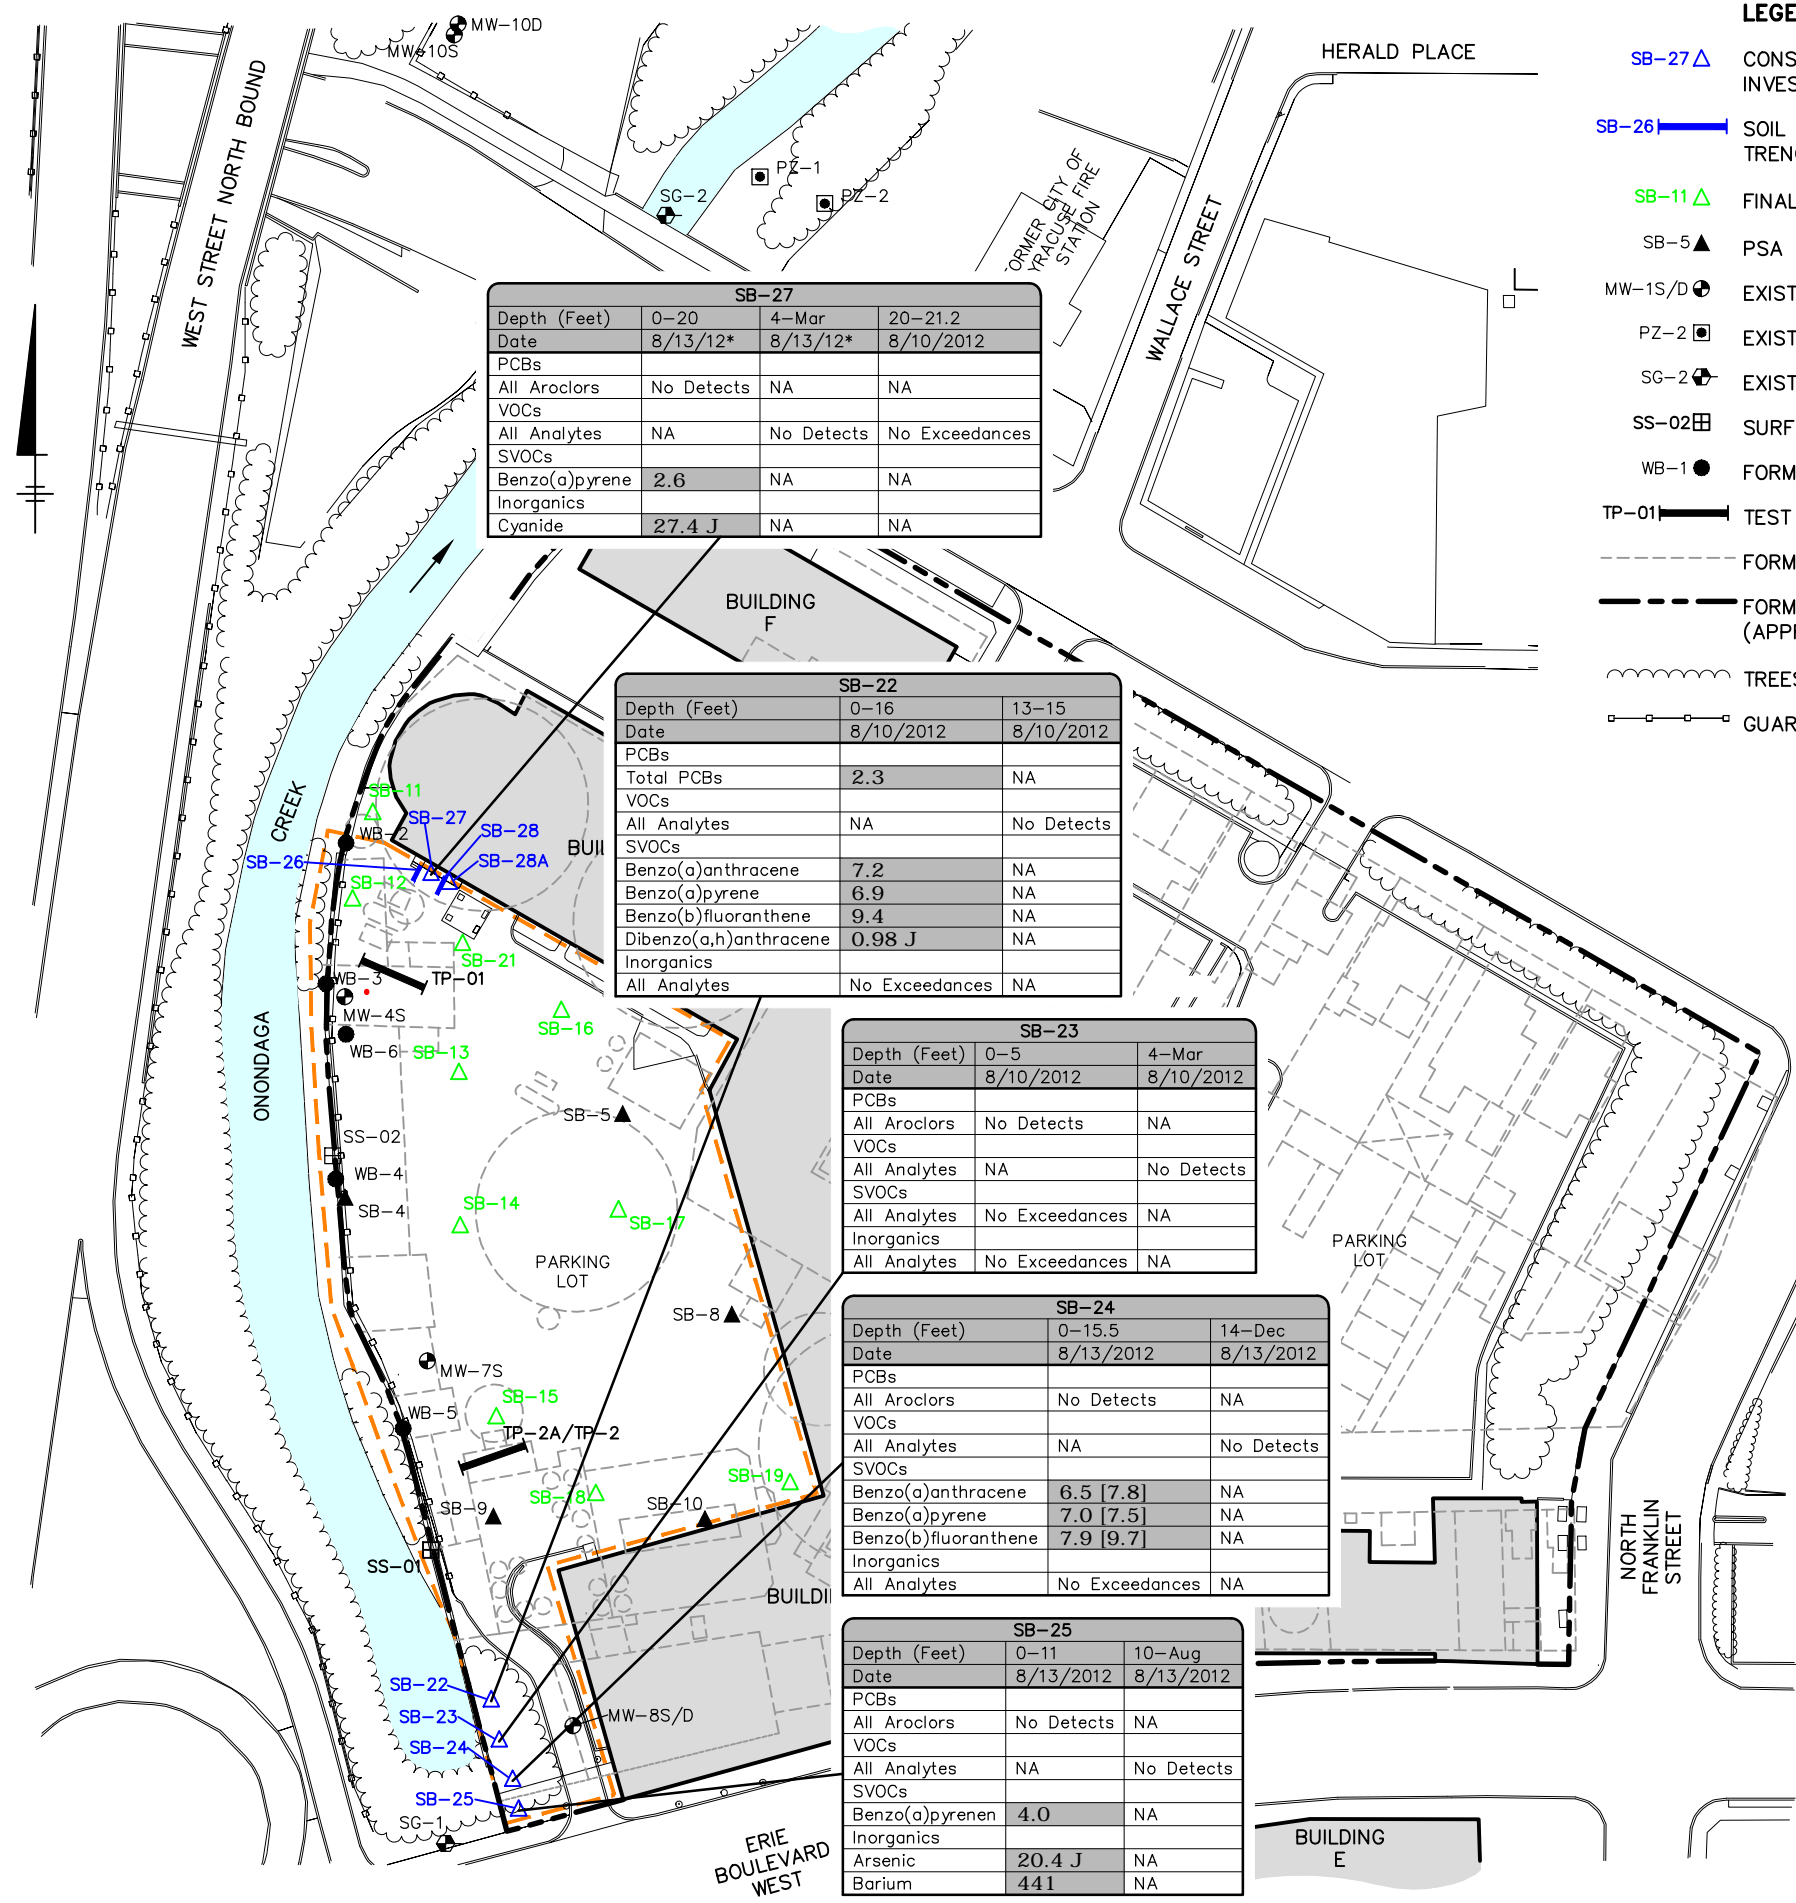 MW-10D
MW-10S
HERALD PLACE
WEST STREET NORTH BOUND
PZ-1
PZ-2
SG-2
STATION
WALLACE STREET
SB-27
CONS
INVES
SB-26
SOIL
TREN
SB-11
FINAL
SB-5
PSA
MW-1S/D
EXIST
PZ-2
EXIST
SG-2
EXIST
SS-02
SURF
WB-1
FORM
TP-01
TEST
FORM
FORM
(APP
TREES
GUAR
LEGE
FORMER CITY OF
YRACUSE FIRE
SB-27
Depth (Feet) 0-20 4-Mar 20-21.2
Date 8/13/12* 8/13/12* 8/10/2012
PCBs
All Aroclors No Detects NA NA
VOCs
All Analytes NA No Detects No Exceedances
SVOCs
Benzo(a)pyrene 2.6 NA NA
Inorganics
Cyanide 27.4 J NA NA
BUILDING
F
SB-22
Depth (Feet) 0-16 13-15
Date 8/10/2012 8/10/2012
PCBs
Total PCBs 2.3 NA
VOCs
All Analytes NA No Detects
SVOCs
Benzo(a)anthracene 7.2 NA
Benzo(a)pyrene 6.9 NA
Benzo(b)fluoranthene 9.4 NA
Dibenzo(a,h)anthracene 0.98 J NA
Inorganics
All Analytes No Exceedances NA
ONONDAGA CREEK
SB-11
WB-2
SB-27
SB-28
SB-28A
BUIL
SB-26
SB-12
SB-21
WB-3
TP-01
MW-4S
WB-6
SB-16
SB-13
SB-5
SS-02
WB-4
SB-4
SB-14
SB-17
PARKING
LOT
SB-8
MW-7S
SB-15
WB-5
TP-2A/TP-2
SB-18
SB-19
SB-9
SB-10
SS-01
BUILDI
SB-22
SB-23
SB-24
SB-25
MW-8S/D
SG-1
ERIE
BOULEVARD
WEST
SB-23
Depth (Feet) 0-5 4-Mar
Date 8/10/2012 8/10/2012
PCBs
All Aroclors No Detects NA
VOCs
All Analytes NA No Detects
SVOCs
All Analytes No Exceedances NA
Inorganics
All Analytes No Exceedances NA
PARKING
LOT
SB-24
Depth (Feet) 0-15.5 14-Dec
Date 8/13/2012 8/13/2012
PCBs
All Aroclors No Detects NA
VOCs
All Analytes NA No Detects
SVOCs
Benzo(a)anthracene 6.5 [7.8] NA
Benzo(a)pyrene 7.0 [7.5] NA
Benzo(b)fluoranthene 7.9 [9.7] NA
Inorganics
All Analytes No Exceedances NA
NORTH
FRANKLIN
STREET
SB-25
Depth (Feet) 0-11 10-Aug
Date 8/13/2012 8/13/2012
PCBs
All Aroclors No Detects NA
VOCs
All Analytes NA No Detects
SVOCs
Benzo(a)pyrenen 4.0 NA
Inorganics
Arsenic 20.4 J NA
Barium 441 NA
BUILDING
E